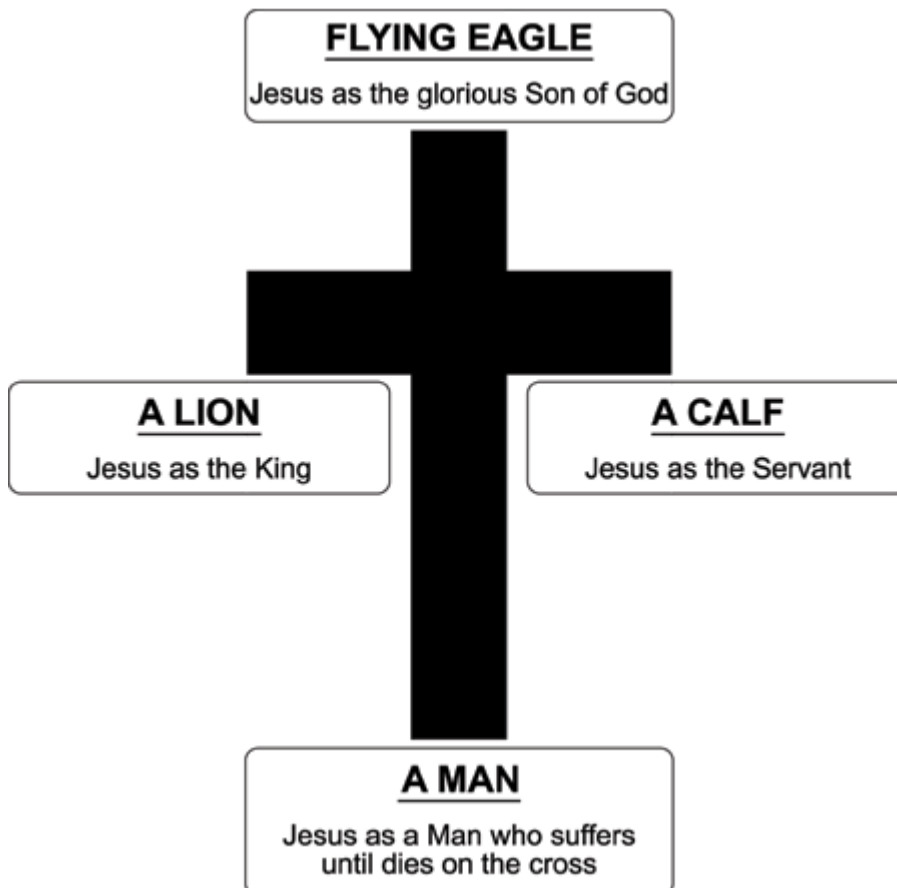 FLYING EAGLE
Jesus as the glorious Son of God
A LION
Jesus as the King
A CALF
Jesus as the Servant
A MAN
Jesus as a Man who suffers
until dies on the cross